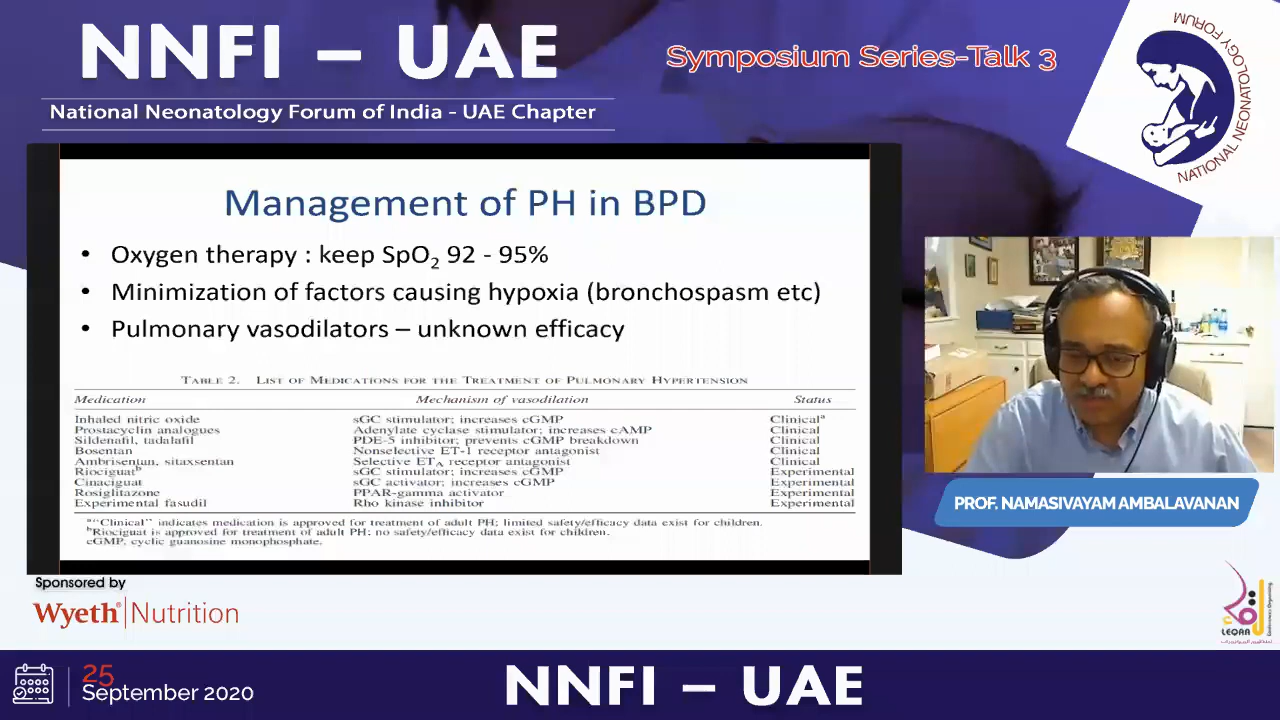 NNFI – UAE
National Neonatology Forum of India - UAE Chapter
Symposium Series-Talk 3
NATIONAL NEONATOLOGY FORUM
Management of PH in BPD
• Oxygen therapy : keep SpO2 92 - 95%
• Minimization of factors causing hypoxia (bronchospasm etc)
• Pulmonary vasodilators – unknown efficacy
TABLE 2. LIST OF MEDICATIONS FOR THE TREATMENT OF PULMONARY HYPERTENSION
Medication Mechanism of vasodilation Status
Inhaled nitric oxide sGC stimulator; increases cGMP Clinicala
Prostacyclin analogues Adenylate cyclase stimulator; increases cAMP Clinical
Sildenafil, tadalafil PDE-5 inhibitor; prevents cGMP breakdown Clinical
Bosentan Nonselective ET-1 receptor antagonist Clinical
Ambrisentan, sitaxsentan Selective ETA receptor antagonist Clinical
Riociguatb sGC stimulator; increases cGMP Experimental
Cinaciguat sGC activator; increases cGMP Experimental
Rosiglitazone PPAR-gamma activator Experimental
Experimental fasudil Rho kinase inhibitor Experimental
a“Clinical” indicates medication is approved for treatment of adult PH; limited safety/efficacy data exist for children.
bRiociguat is approved for treatment of adult PH; no safety/efficacy data exist for children.
cGMP, cyclic guanosine monophosphate.
PROF. NAMASIVAYAM AMBALAVANAN
Sponsored by
Wyeth® Nutrition
LEQAA
25
September 2020
NNFI – UAE